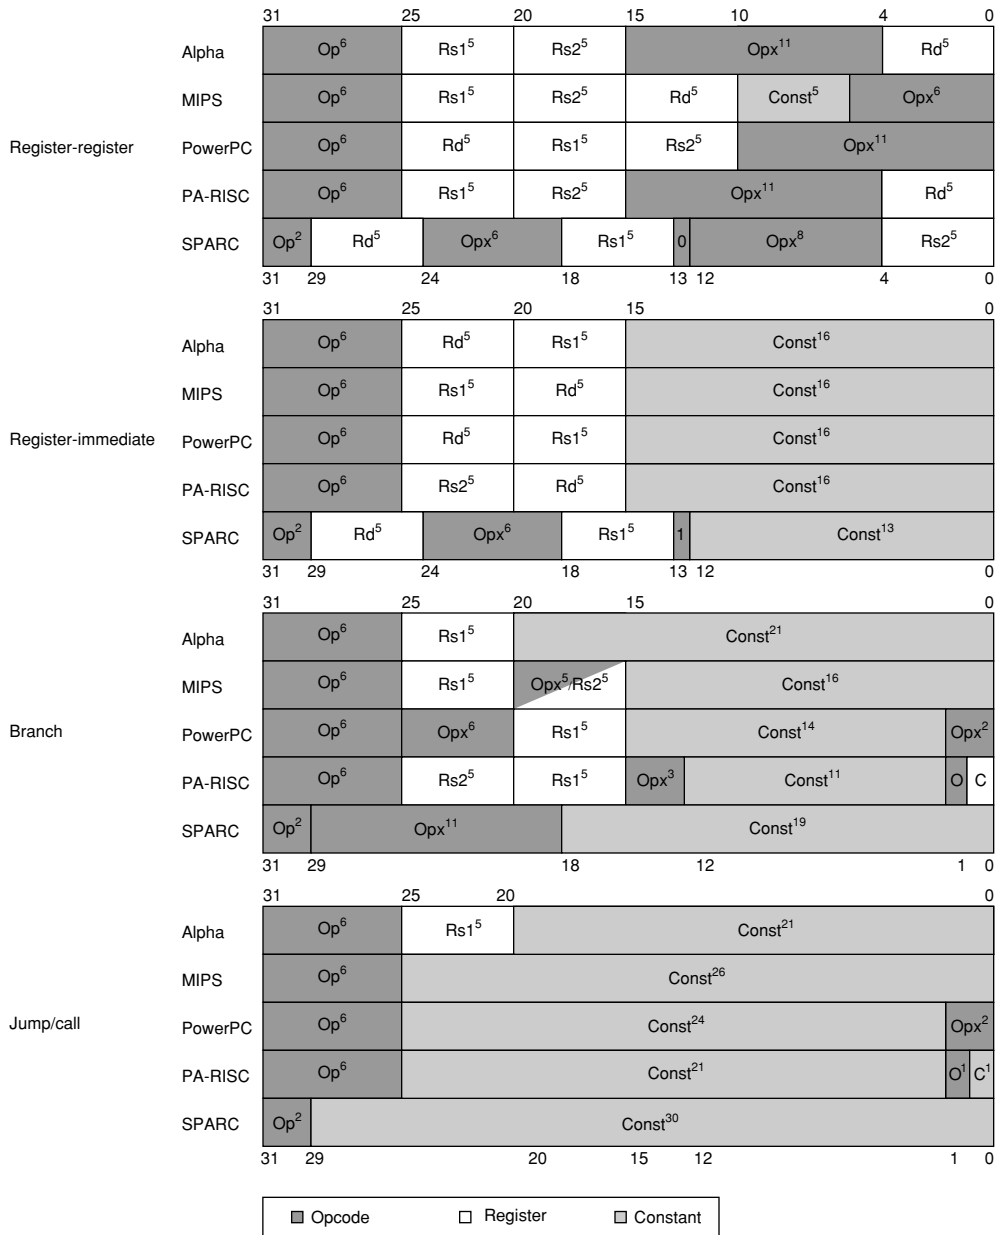 31 25 20 15 10 4 0
Alpha Op6 Rs15 Rs25 Opx11 Rd5
MIPS Op6 Rs15 Rs25 Rd5 Const5 Opx6
Register-register PowerPC Op6 Rd5 Rs15 Rs25 Opx11
PA-RISC Op6 Rs15 Rs25 Opx11 Rd5
SPARC Op2 Rd5 Opx6 Rs15 0 Opx8 Rs25
31 29 24 18 13 12 4 0
31 25 20 15 0
Alpha Op6 Rd5 Rs15 Const16
MIPS Op6 Rs15 Rd5 Const16
Register-immediate PowerPC Op6 Rd5 Rs15 Const16
PA-RISC Op6 Rs25 Rd5 Const16
SPARC Op2 Rd5 Opx6 Rs15 1 Const13
31 29 24 18 13 12 0
31 25 20 15 0
Alpha Op6 Rs15 Const21
MIPS Op6 Rs15 Opx5/Rs25 Const16
Branch PowerPC Op6 Opx6 Rs15 Const14 Opx2
PA-RISC Op6 Rs25 Rs15 Opx3 Const11 O C
SPARC Op2 Opx11 Const19
31 29 18 12 1 0
31 25 20 0
Alpha Op6 Rs15 Const21
MIPS Op6 Const26
Jump/call PowerPC Op6 Const24 Opx2
PA-RISC Op6 Const21 O1 C1
SPARC Op2 Const30
31 29 20 15 12 1 0
Opcode Register Constant